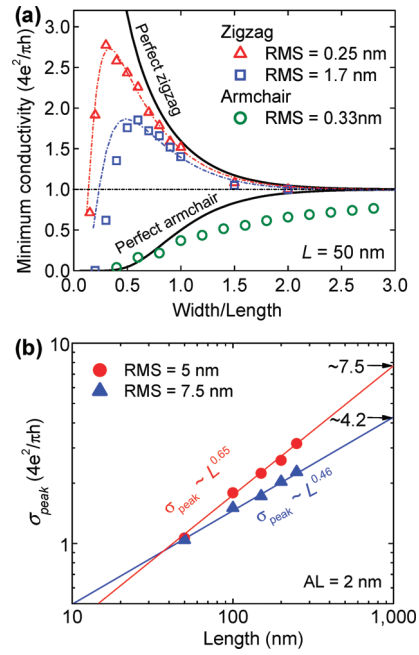 (a)
Minimum conductivity (4e²/πh)
3.0
2.5
2.0
1.5
1.0
0.5
0.0
Perfect zigzag
Perfect armchair
Zigzag
RMS = 0.25 nm
RMS = 1.7 nm
Armchair
RMS = 0.33nm
L = 50 nm
0.0 0.5 1.0 1.5 2.0 2.5 3.0
Width/Length
(b)
σpeak (4e²/πh)
10
1
RMS = 5 nm
RMS = 7.5 nm
~7.5
~4.2
σpeak ~ L^0.65
σpeak ~ L^0.46
AL = 2 nm
10 100 1,000
Length (nm)